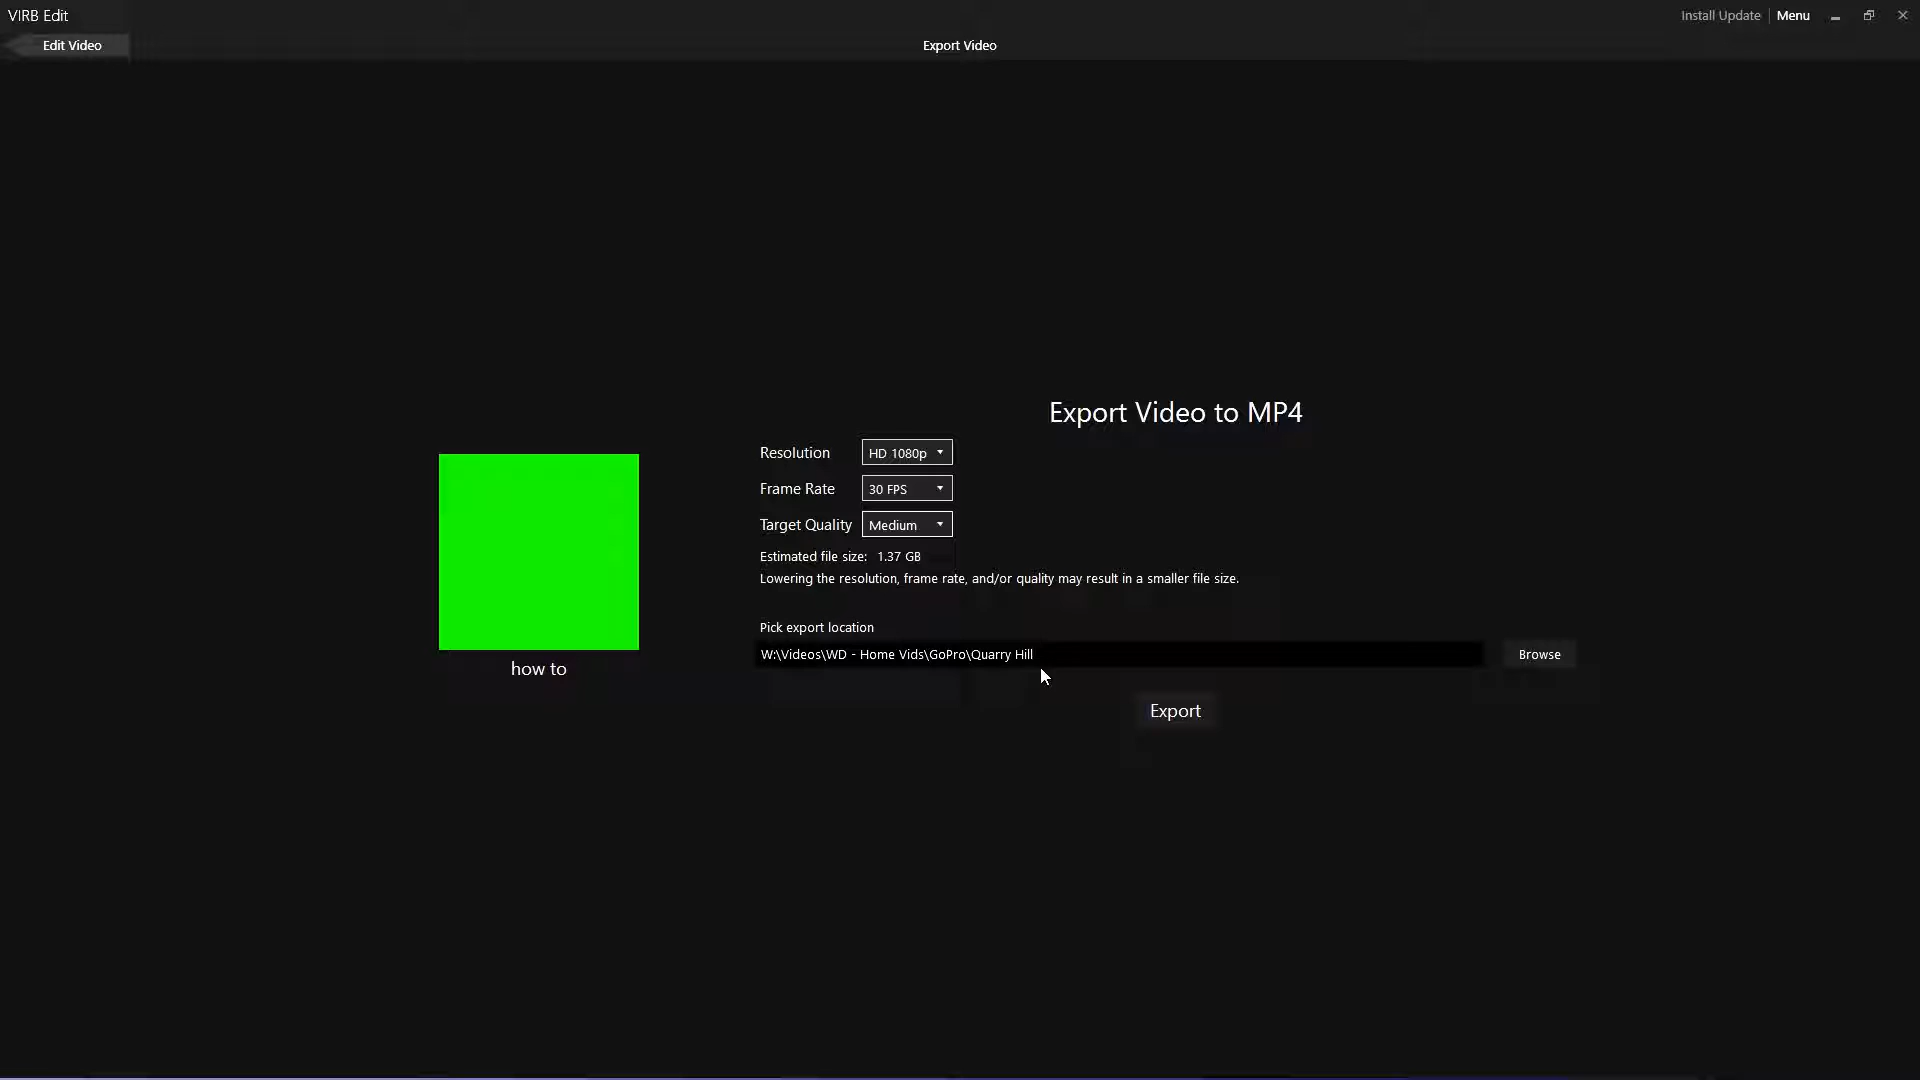 VIRB Edit
Install Update
Menu
Edit Video
Export Video
Export Video to MP4
Resolution HD 1080p
Frame Rate 30 FPS
Target Quality Medium
Estimated file size: 1.37 GB
Lowering the resolution, frame rate, and/or quality may result in a smaller file size.
Pick export location
W:\Videos\WD - Home Vids\GoPro\Quarry Hill
Browse
how to
Export